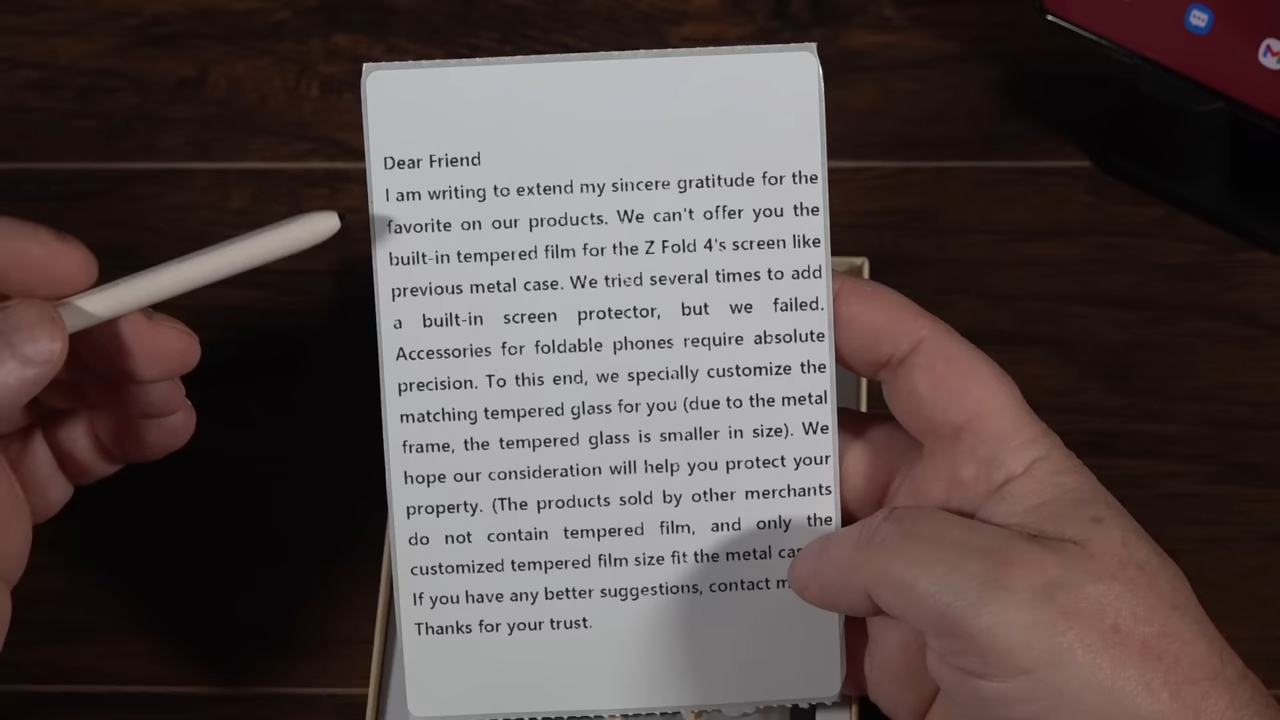 Dear Friend
I am writing to extend my sincere gratitude for the
favorite on our products. We can't offer you the
built-in tempered film for the Z Fold 4's screen like
previous metal case. We tried several times to add
a built-in screen protector, but we failed.
Accessories for foldable phones require absolute
precision. To this end, we specially customize the
matching tempered glass for you (due to the metal
frame, the tempered glass is smaller in size). We
hope our consideration will help you protect your
property. (The products sold by other merchants
do not contain tempered film, and only the
customized tempered film size fit the metal
If you have any better suggestions, contact
Thanks for your trust.